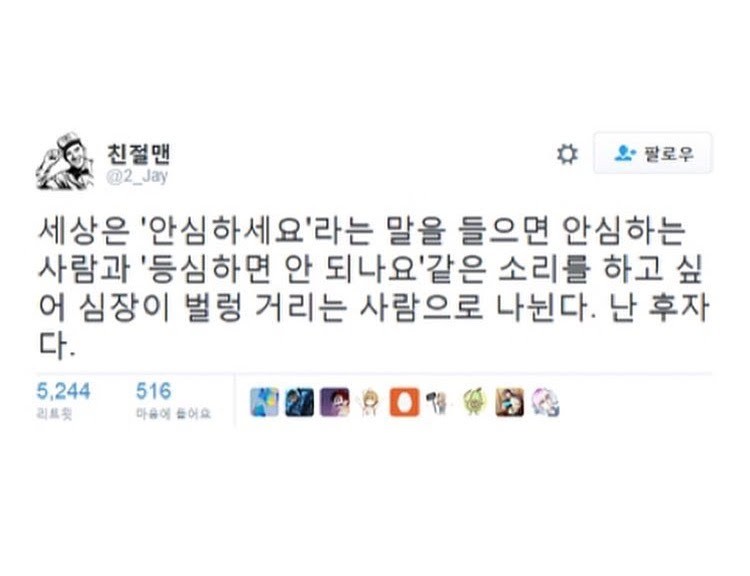 친절맨
@2_Jay
팔로우
세상은 '안심하세요'라는 말을 들으면 안심하는
사람과 '등심하면 안 되나요'같은 소리를 하고 싶
어 심장이 벌렁 거리는 사람으로 나뉜다. 난 후자
다.
5,244 516
리트윗 마음에 들어요